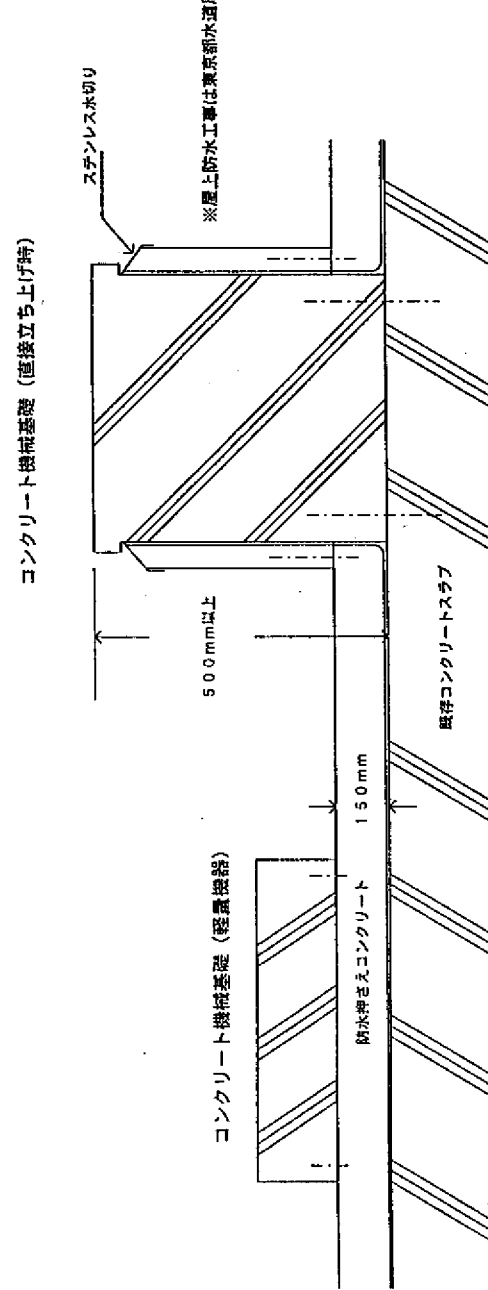 コンクリート機械基礎（直接立ち上げ時）
ステンレス水切り
※屋上防水工事は東京都水道
500mm以上
コンクリート機械基礎（軽量機器）
150mm
防水押さえコンクリート
既存コンクリートスラブ